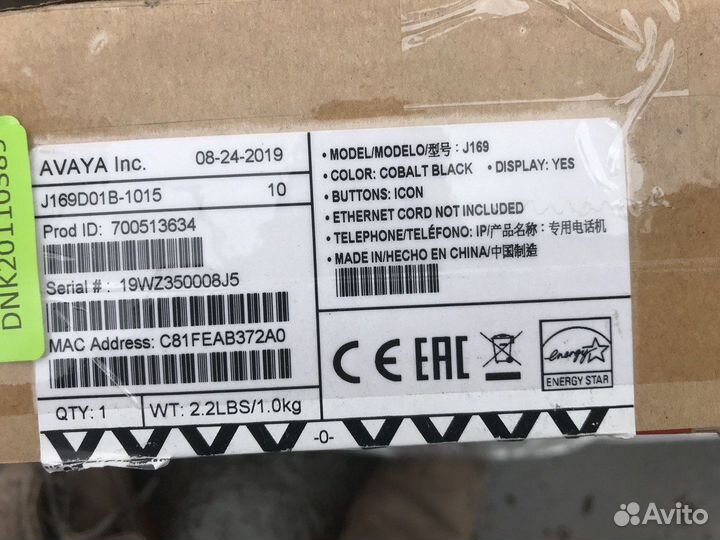 DNK20110385
AVAYA Inc. 08-24-2019
J169D01B-1015 10
Prod ID: 700513634
Serial # : 19WZ350008J5
MAC Address: C81FEAB372A0
QTY: 1 WT: 2.2LBS/1.0kg
• MODEL/MODELO/型号: J169
• COLOR: COBALT BLACK • DISPLAY: YES
• BUTTONS: ICON
• ETHERNET CORD NOT INCLUDED
• TELEPHONE/TELÉFONO: IP/产品名称: 专用电话机
• MADE IN/HECHO EN CHINA/中国制造
CE EAC
energy
ENERGY STAR
-0-
Avito